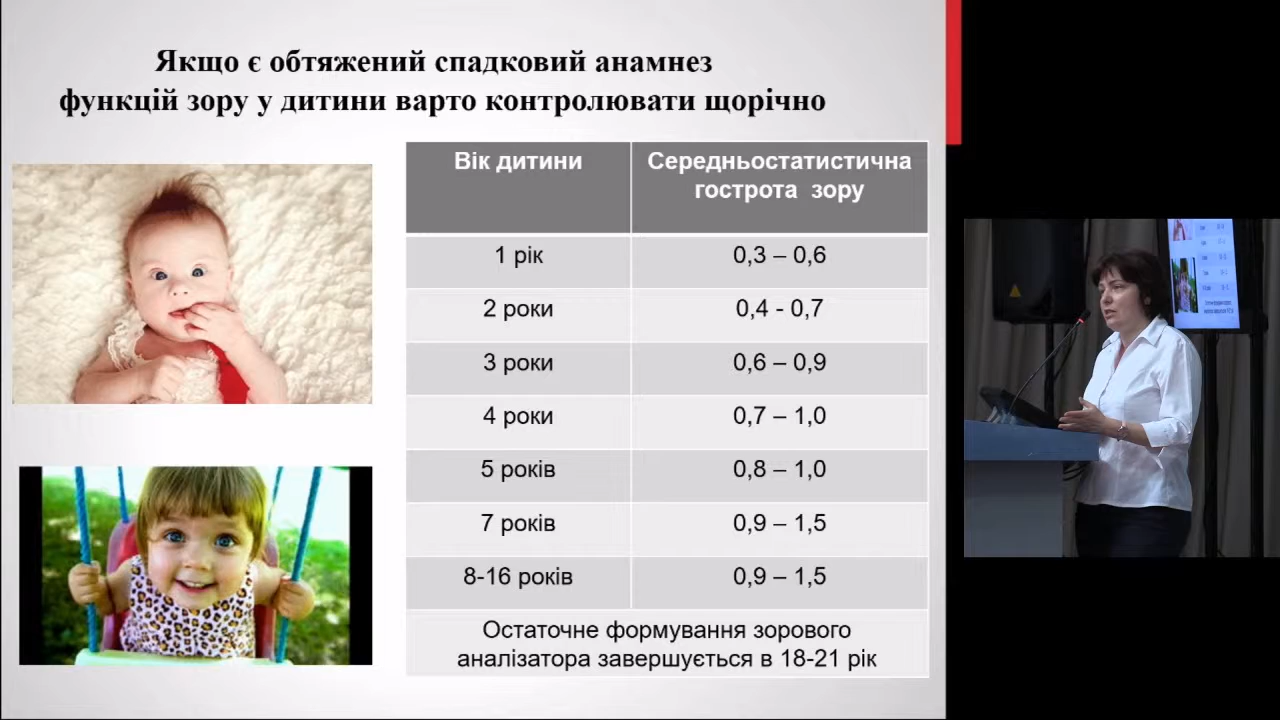 Якщо є обтяжений спадковий анамнез
функцій зору у дитини варто контролювати щорічно
Вік дитини
Середньостатистична
гострота зору
1 рік
0,3 – 0,6
2 роки
0,4 - 0,7
3 роки
0,6 – 0,9
4 роки
0,7 – 1,0
5 років
0,8 – 1,0
7 років
0,9 – 1,5
8-16 років
0,9 – 1,5
Остаточне формування зорового
аналізатора завершується в 18-21 рік